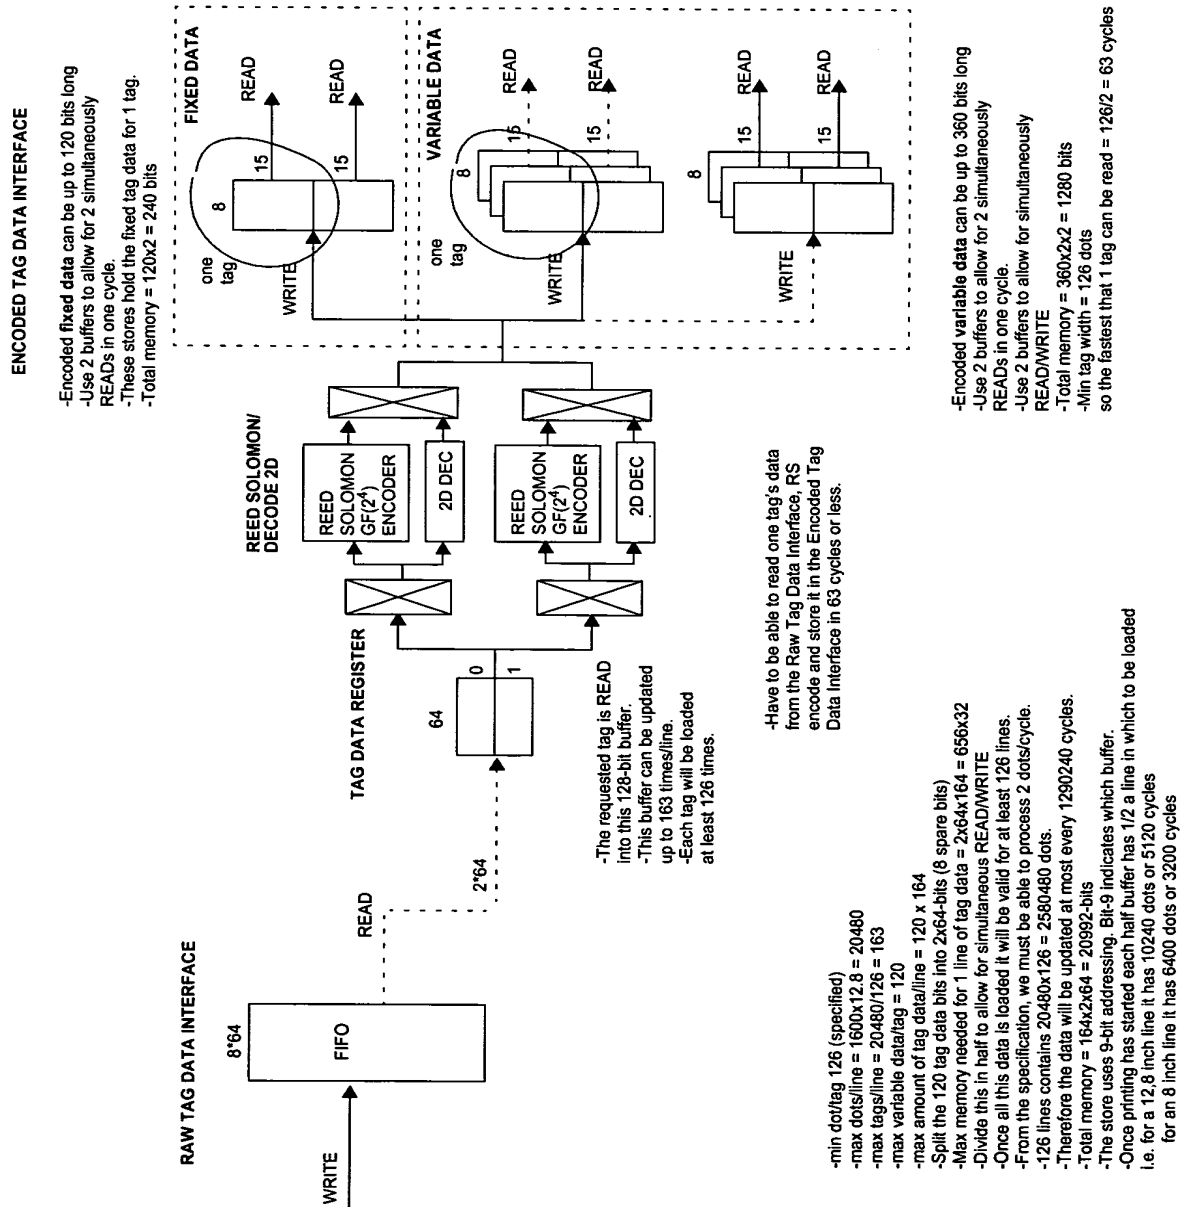 ENCODED TAG DATA INTERFACE
-Encoded fixed data can be up to 120 bits long
-Use 2 buffers to allow for 2 simultaneously
READs in one cycle.
-These stores hold the fixed tag data for 1 tag.
-Total memory = 120x2 = 240 bits
FIXED DATA
READ
READ
15
15
8
one
tag
WRITE
VARIABLE DATA
READ
READ
15
15
8
one
tag
WRITE
READ
READ
15
15
8
WRITE
-Encoded variable data can be up to 360 bits long
-Use 2 buffers to allow for 2 simultaneously
READs in one cycle.
-Use 2 buffers to allow for simultaneously
READ/WRITE
-Total memory = 360x2x2 = 1280 bits
-Min tag width = 126 dots
so the fastest that 1 tag can be read = 126/2 = 63 cycles
REED SOLOMON/
DECODE 2D
REED
SOLOMON
GF(2⁴)
ENCODER
2D DEC
REED
SOLOMON
GF(2⁴)
ENCODER
2D DEC
-Have to be able to read one tag's data
from the Raw Tag Data Interface, RS
encode and store it in the Encoded Tag
Data Interface in 63 cycles or less.
TAG DATA REGISTER
64
0
1
-The requested tag is READ
into this 128-bit buffer.
-This buffer can be updated
up to 163 times/line.
-Each tag will be loaded
at least 126 times.
READ
2*64
RAW TAG DATA INTERFACE
8*64
FIFO
WRITE
-min dot/tag 126 (specified)
-max dots/line = 1600x12.8 = 20480
-max tags/line = 20480/126 = 163
-max variable data/tag = 120
-max amount of tag data/line = 120 x 164
-Split the 120 tag data bits into 2x64-bits (8 spare bits)
-Max memory needed for 1 line of tag data = 2x64x164 = 656x32
-Divide this in half to allow for simultaneous READ/WRITE
-Once all this data is loaded it will be valid for at least 126 lines.
-From the specification, we must be able to process 2 dots/cycle.
-126 lines contains 20480x126 = 2580480 dots.
-Therefore the data will be updated at most every 1290240 cycles.
-Total memory = 164x2x64 = 20992-bits
-The store uses 9-bit addressing. Bit-9 indicates which buffer.
-Once printing has started each half buffer has 1/2 a line in which to be loaded
i.e. for a 12,8 inch line it has 10240 dots or 5120 cycles
for an 8 inch line it has 6400 dots or 3200 cycles